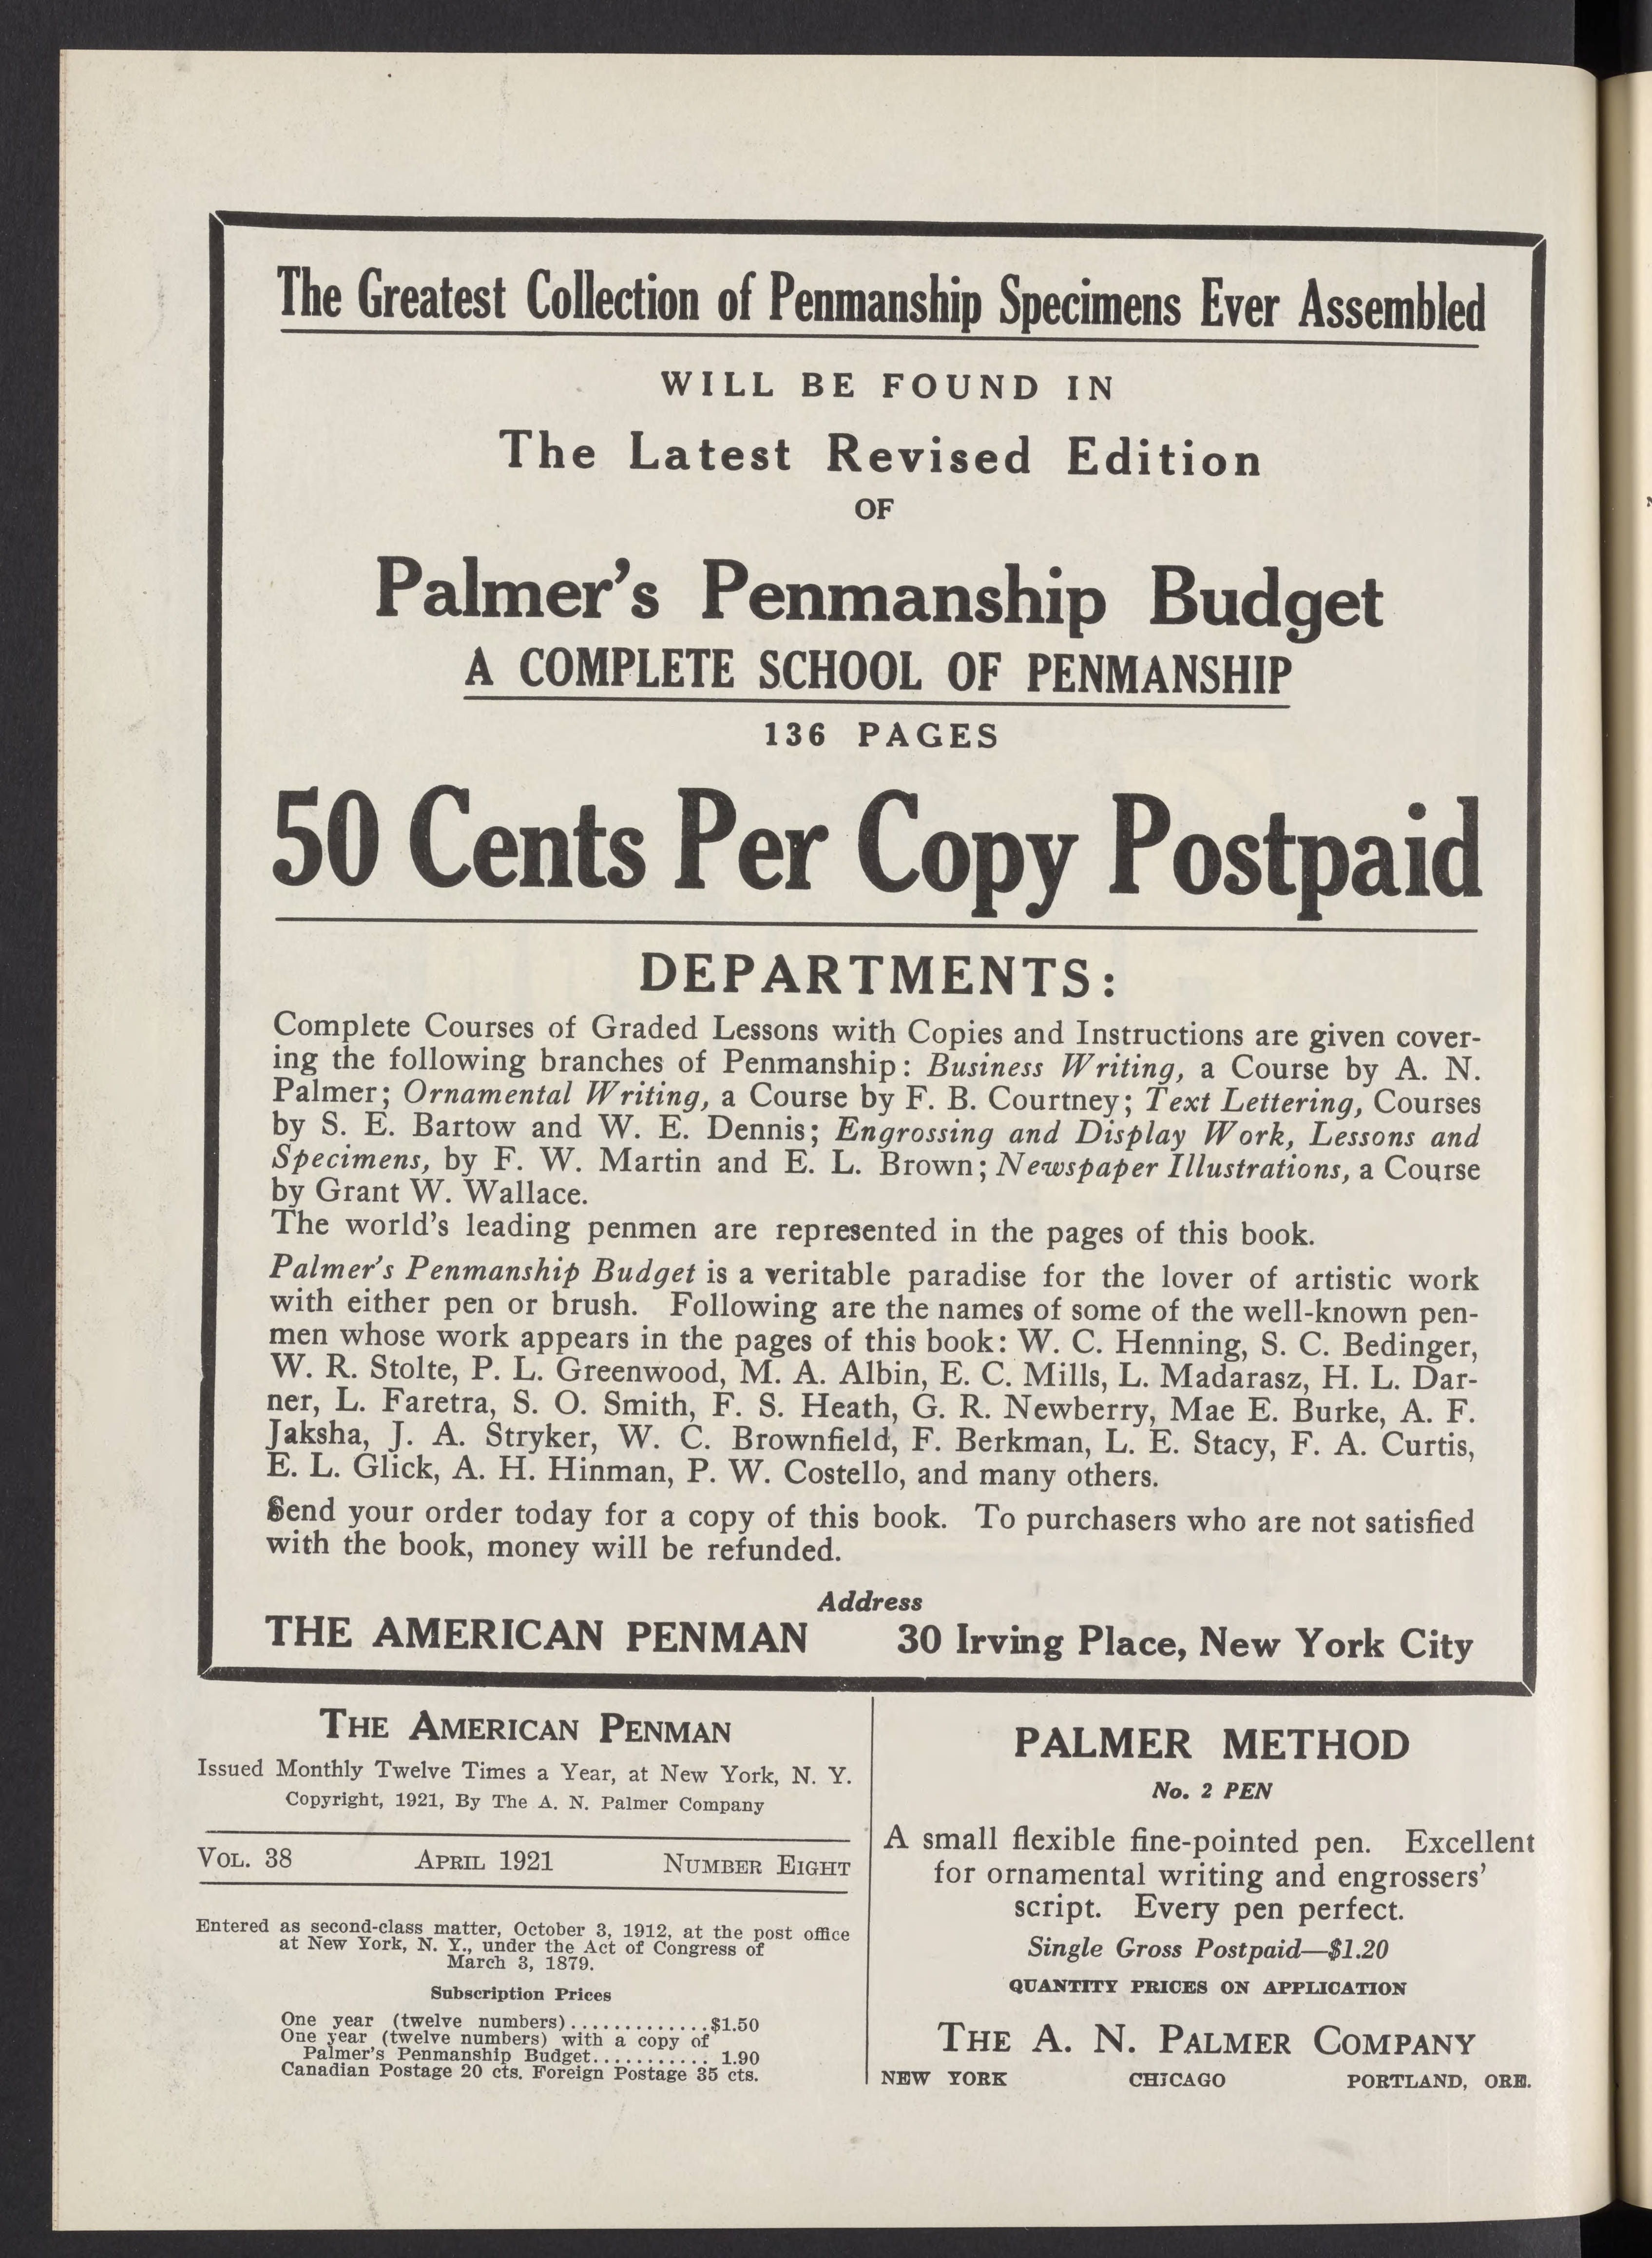 The Greatest Collection of Penmanship Specimens Ever Assembled
WILL BE FOUND IN
The Latest Revised Edition
OF
Palmer's Penmanship Budget
A COMPLETE SCHOOL OF PENMANSHIP
136 PAGES
50 Cents Per Copy Postpaid
DEPARTMENTS:
Complete Courses of Graded Lessons with Copies and Instructions are given cover-
ing the following branches of Penmanship: Business Writing, a Course by A. N.
Palmer; Ornamental Writing, a Course by F. B. Courtney; Text Lettering, Courses
by S. E. Bartow and W. E. Dennis; Engrossing and Display Work, Lessons and
Specimens, by F. W. Martin and E. L. Brown; Newspaper Illustrations, a Course
by Grant W. Wallace.
The world's leading penmen are represented in the pages of this book.
Palmer's Penmanship Budget is a veritable paradise for the lover of artistic work
with either pen or brush. Following are the names of some of the well-known pen-
men whose work appears in the pages of this book: W. C. Henning, S. C. Bedinger,
W. R. Stolte, P. L. Greenwood, M. A. Albin, E. C. Mills, L. Madarasz, H. L. Dar-
ner, L. Faretra, S. O. Smith, F. S. Heath, G. R. Newberry, Mae E. Burke, A. F.
Jaksha, J. A. Stryker, W. C. Brownfield, F. Berkman, L. E. Stacy, F. A. Curtis,
E. L. Glick, A. H. Hinman, P. W. Costello, and many others.
Send your order today for a copy of this book. To purchasers who are not satisfied
with the book, money will be refunded.
Address
THE AMERICAN PENMAN 30 Irving Place, New York City
THE AMERICAN PENMAN
Issued Monthly Twelve Times a Year, at New York, N. Y.
Copyright, 1921, By The A. N. Palmer Company
VOL. 38 APRIL 1921 NUMBER EIGHT
Entered as second-class matter, October 3, 1912, at the post office
at New York, N. Y., under the Act of Congress of
March 3, 1879.
Subscription Prices
One year (twelve numbers).............$1.50
One year (twelve numbers) with a copy of
Palmer's Penmanship Budget........... 1.90
Canadian Postage 20 cts. Foreign Postage 35 cts.
PALMER METHOD
No. 2 PEN
A small flexible fine-pointed pen. Excellent
for ornamental writing and engrossers'
script. Every pen perfect.
Single Gross Postpaid—$1.20
QUANTITY PRICES ON APPLICATION
THE A. N. PALMER COMPANY
NEW YORK CHICAGO PORTLAND, ORE.